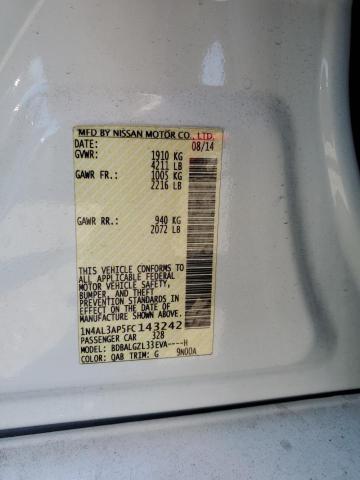 MFD BY NISSAN MOTOR CO., LTD.
DATE: 08/14
GVWR: 1910 KG
4211 LB
GAWR FR.: 1005 KG
2216 LB
GAWR RR.: 940 KG
2072 LB
THIS VEHICLE CONFORMS TO
ALL APPLICABLE FEDERAL
MOTOR VEHICLE SAFETY,
BUMPER, AND THEFT
PREVENTION STANDARDS IN
EFFECT ON THE DATE OF
MANUFACTURE SHOWN ABOVE.
1N4AL3AP5FC143242
PASSENGER CAR 328
MODEL: BDBALGZL33EVA----H
COLOR: QAB TRIM: G 9N00A